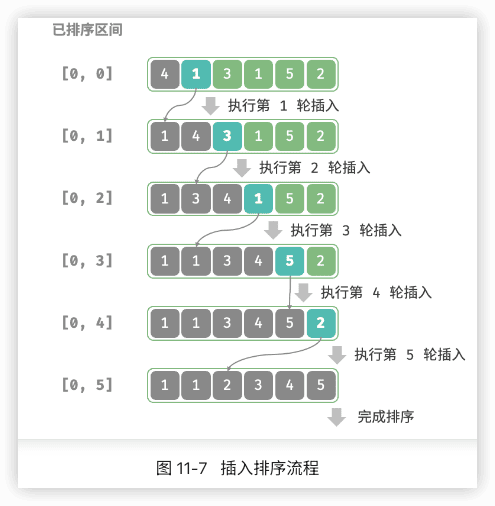 已排序区间
[0, 0] 4 1 3 1 5 2
执行第 1 轮插入
[0, 1] 1 4 3 1 5 2
执行第 2 轮插入
[0, 2] 1 3 4 1 5 2
执行第 3 轮插入
[0, 3] 1 1 3 4 5 2
执行第 4 轮插入
[0, 4] 1 1 3 4 5 2
执行第 5 轮插入
[0, 5] 1 1 2 3 4 5
完成排序
图 11-7 插入排序流程